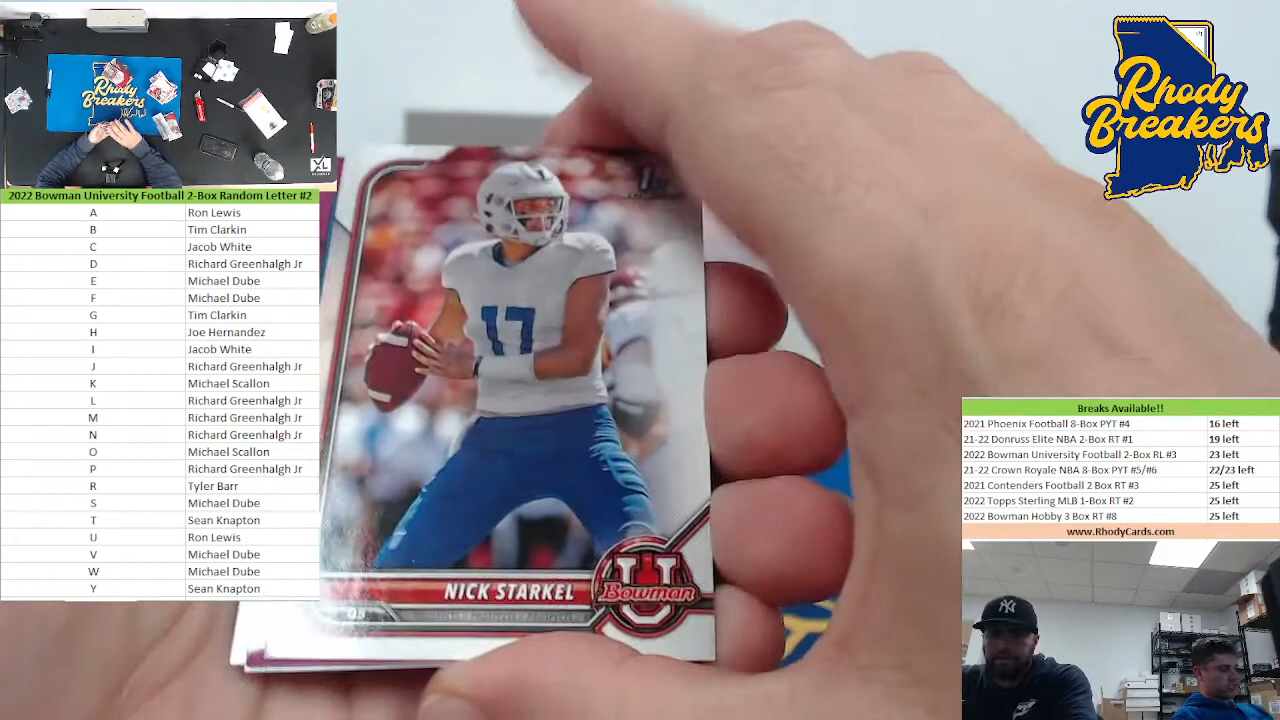 Rhody
Breakers
XL
2022 Bowman University Football 2-Box Random Letter #2
A Ron Lewis
B Tim Clarkin
C Jacob White
D Richard Greenhalgh Jr
E Michael Dube
F Michael Dube
G Tim Clarkin
H Joe Hernandez
I Jacob White
J Richard Greenhalgh Jr
K Michael Scallon
L Richard Greenhalgh Jr
M Richard Greenhalgh Jr
N Richard Greenhalgh Jr
O Michael Scallon
P Richard Greenhalgh Jr
R Tyler Barr
S Michael Dube
T Sean Knapton
U Ron Lewis
V Michael Dube
W Michael Dube
Y Sean Knapton
17
NICK STARKEL
QB
U
Bowman
Rhody
Breakers
Breaks Available!!
2021 Phoenix Football 8-Box PYT #4 16 left
21-22 Donruss Elite NBA 2-Box RT #1 19 left
2022 Bowman University Football 2-Box RL #3 23 left
21-22 Crown Royale NBA 8-Box PYT #5/#6 22/23 left
2021 Contenders Football 2 Box RT #3 25 left
2022 Topps Sterling MLB 1-Box RT #2 25 left
2022 Bowman Hobby 3 Box RT #8 25 left
www.RhodyCards.com